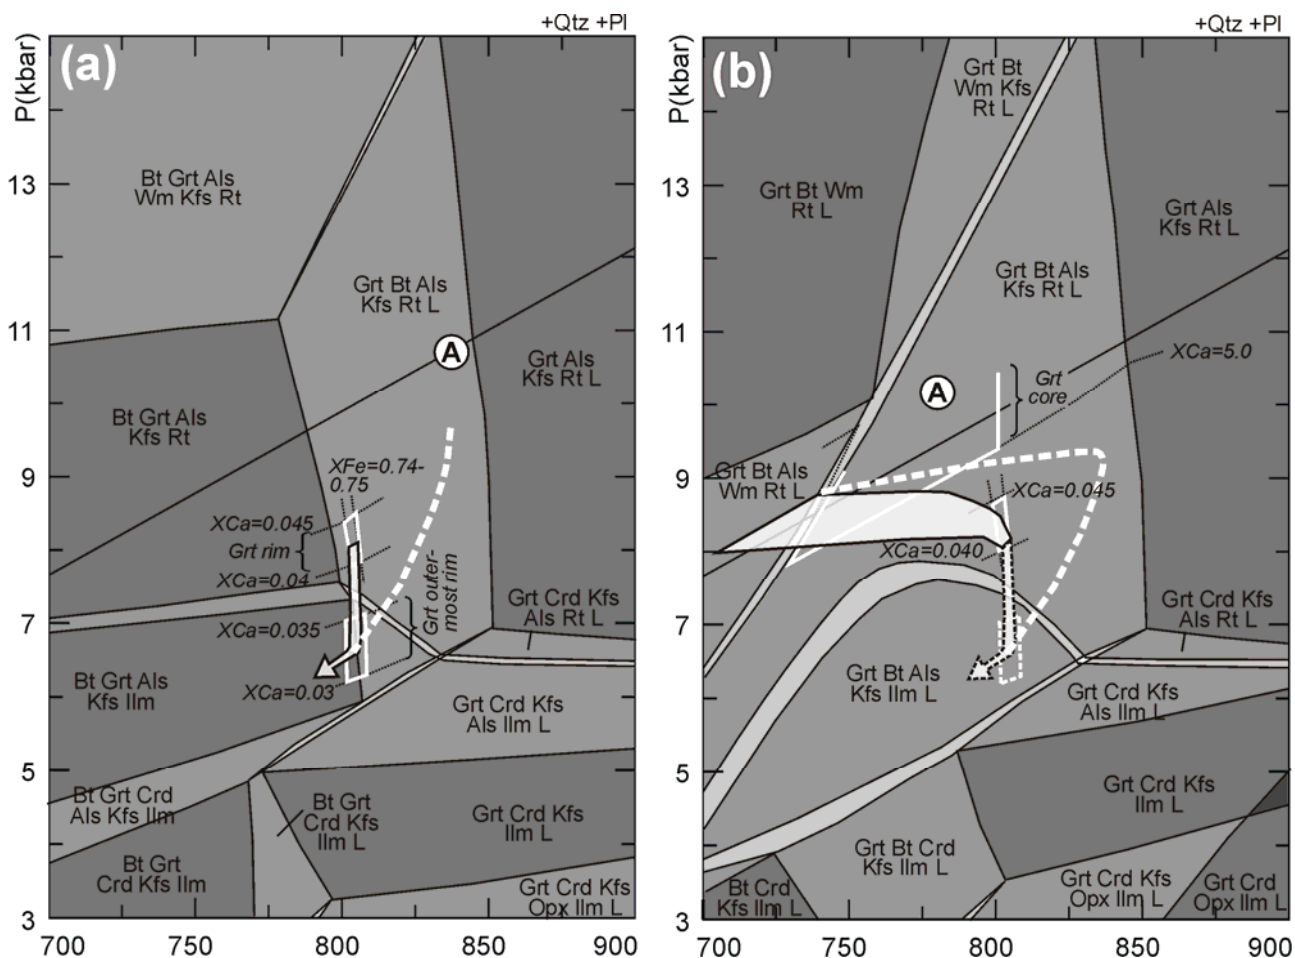 +Qtz +Pl
(a)
P(kbar)
13
11
9
7
5
3
700
750
800
850
900
Bt Grt Als
Wm Kfs Rt
Grt Bt Als
Kfs Rt L
A
Grt Als
Kfs Rt L
Bt Grt Als
Kfs Rt
XFe=0.74-
0.75
XCa=0.045
Grt rim
XCa=0.04
XCa=0.035
Grt outer-
most rim
XCa=0.03
Grt Crd Kfs
Als Rt L
Bt Grt Als
Kfs Ilm
Grt Crd Kfs
Als Ilm L
Bt Grt Crd
Als Kfs Ilm
Bt Grt
Crd Kfs
Ilm L
Grt Crd Kfs
Ilm L
Bt Grt
Crd Kfs Ilm
Grt Crd Kfs
Opx Ilm L
+Qtz +Pl
(b)
P(kbar)
13
11
9
7
5
3
700
750
800
850
900
Grt Bt
Wm Kfs
Rt L
Grt Bt Wm
Rt L
Grt Als
Kfs Rt L
Grt Bt Als
Kfs Rt L
XCa=5.0
A
Grt
core
Grt Bt Als
Wm Rt L
XCa=0.045
XCa=0.040
Grt Crd Kfs
Als Rt L
Grt Bt Als
Kfs Ilm L
Grt Crd Kfs
Als Ilm L
Grt Crd Kfs
Ilm L
Grt Bt Crd
Kfs Ilm L
Bt Crd
Kfs Ilm L
Grt Crd Kfs
Opx Ilm L
Grt Crd
Opx Ilm L